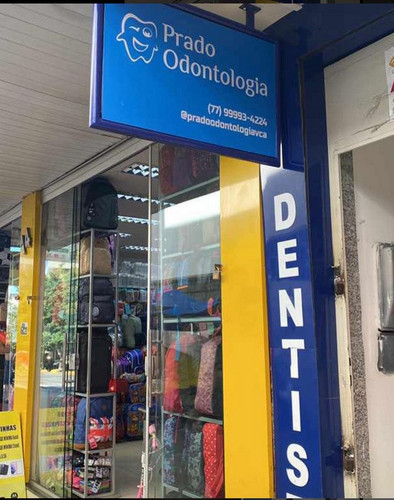 Prado
Odontologia
(77) 99993-4224
@pradoodontologiavca
DENTIS